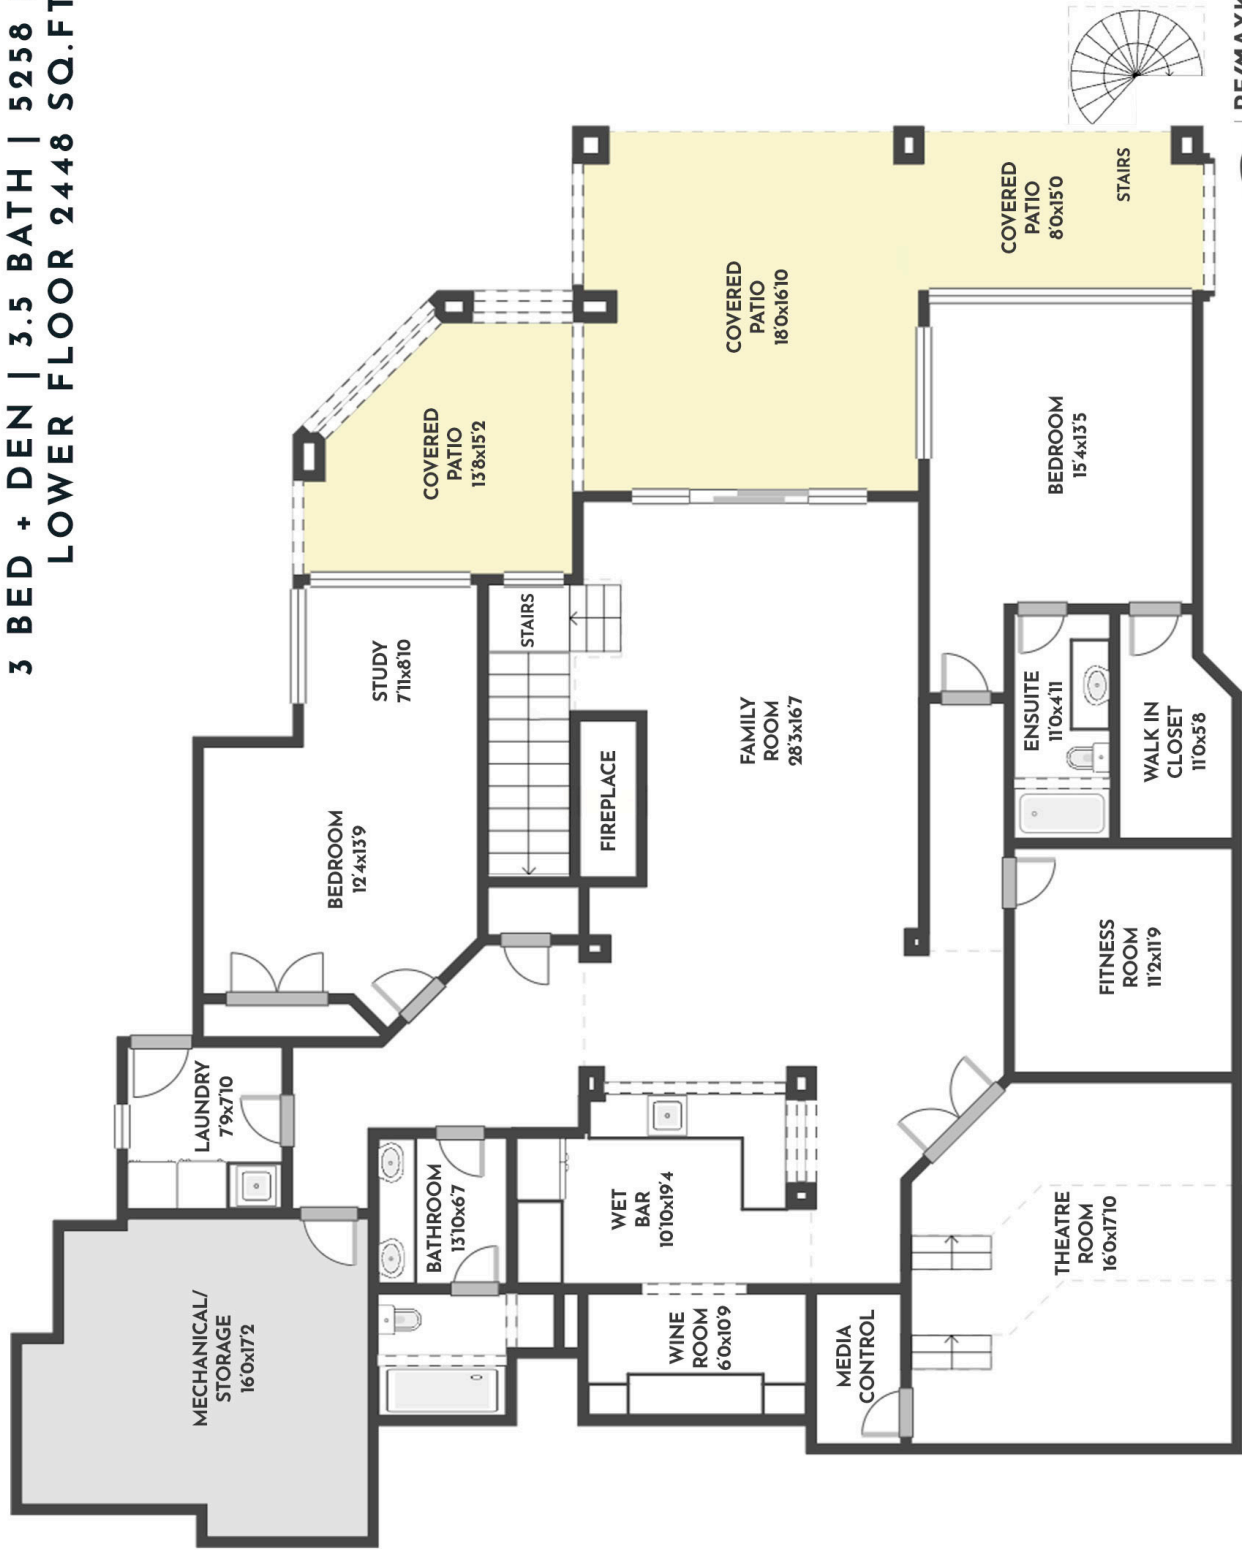 3 BED + DEN | 3.5 BATH | 5258
LOWER FLOOR 2448 SQ.FT
MECHANICAL/
STORAGE
16'0x17'2
LAUNDRY
7'9x7'10
BEDROOM
12'4x13'9
STUDY
7'11x8'10
COVERED
PATIO
13'8x15'2
BATHROOM
13'10x6'7
STAIRS
FIREPLACE
WET
BAR
10'10x19'4
WINE
ROOM
6'0x10'9
FAMILY
ROOM
28'3x16'7
COVERED
PATIO
18'0x16'10
MEDIA
CONTROL
COVERED
PATIO
8'0x15'0
STAIRS
THEATRE
ROOM
16'0x17'10
FITNESS
ROOM
11'2x11'9
ENSUITE
11'0x4'11
WALK IN
CLOSET
11'0x5'8
BEDROOM
15'4x13'5